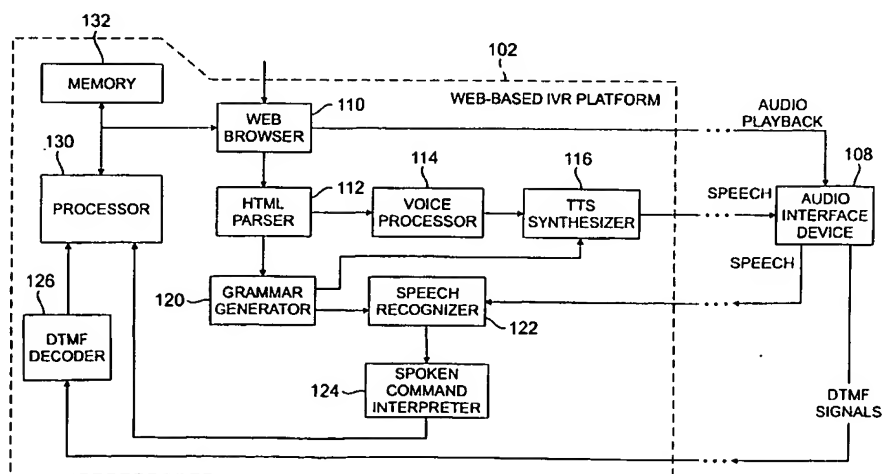 132
102
MEMORY
WEB-BASED IVR PLATFORM
110
WEB
BROWSER
AUDIO
PLAYBACK
130
PROCESSOR
112
HTML
PARSER
114
VOICE
PROCESSOR
116
TTS
SYNTHESIZER
SPEECH
108
AUDIO
INTERFACE
DEVICE
SPEECH
126
DTMF
DECODER
120
GRAMMAR
GENERATOR
SPEECH
RECOGNIZER
122
124
SPOKEN
COMMAND
INTERPRETER
DTMF
SIGNALS